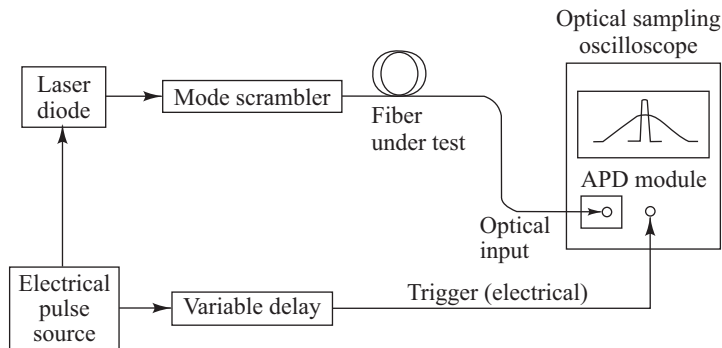 Optical sampling
oscilloscope
Laser
diode
Mode scrambler
Fiber
under test
APD module
Optical
input
Electrical
pulse
source
Variable delay
Trigger (electrical)